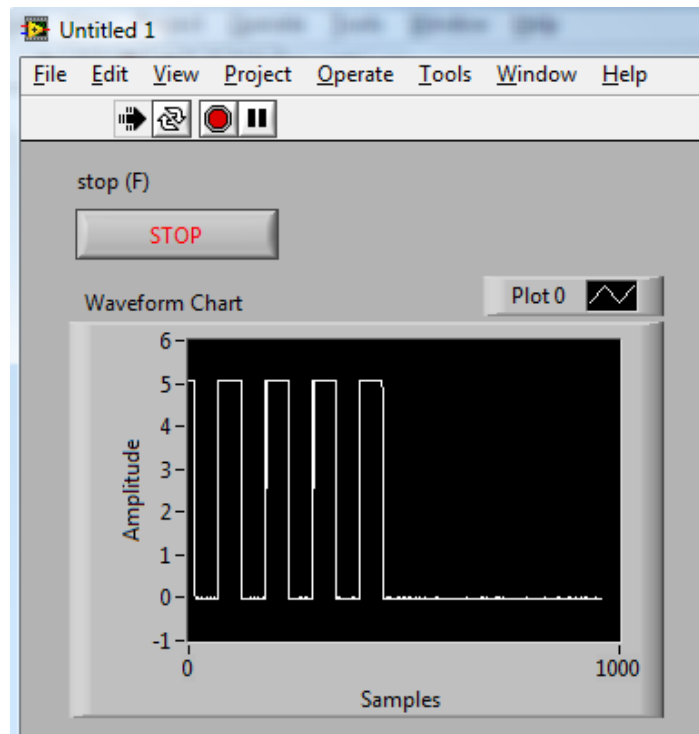 Untitled 1
File Edit View Project Operate Tools Window Help
stop (F)
STOP
Waveform Chart
Plot 0
6
5
4
3
2
1
0
-1
Amplitude
0 1000
Samples